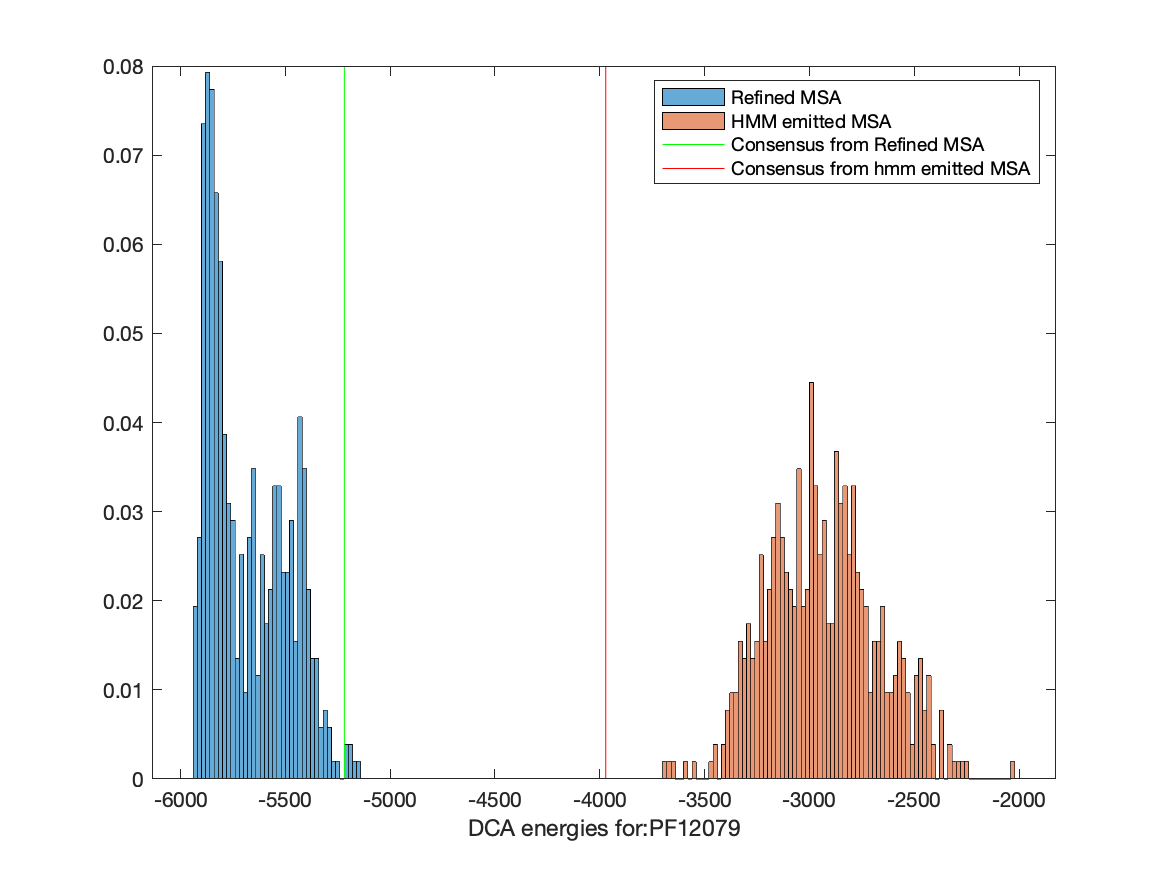 0.08
0.07
0.06
0.05
0.04
0.03
0.02
0.01
0
Refined MSA
HMM emitted MSA
Consensus from Refined MSA
Consensus from hmm emitted MSA
-6000 -5500 -5000 -4500 -4000 -3500 -3000 -2500 -2000
DCA energies for:PF12079